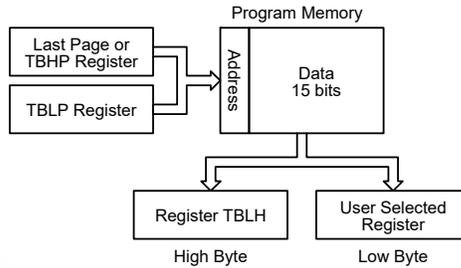 Program Memory
Last Page or
TBHP Register
TBLP Register
Address
Data
15 bits
Register TBLH
User Selected
Register
High Byte
Low Byte